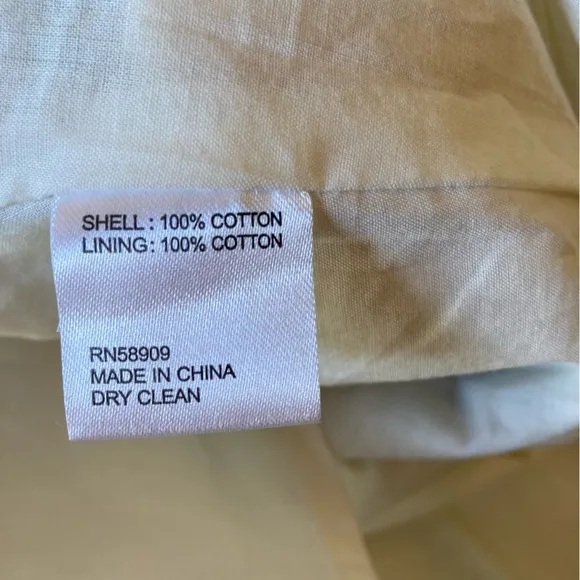 SHELL : 100% COTTON
LINING : 100% COTTON
RN58909
MADE IN CHINA
DRY CLEAN